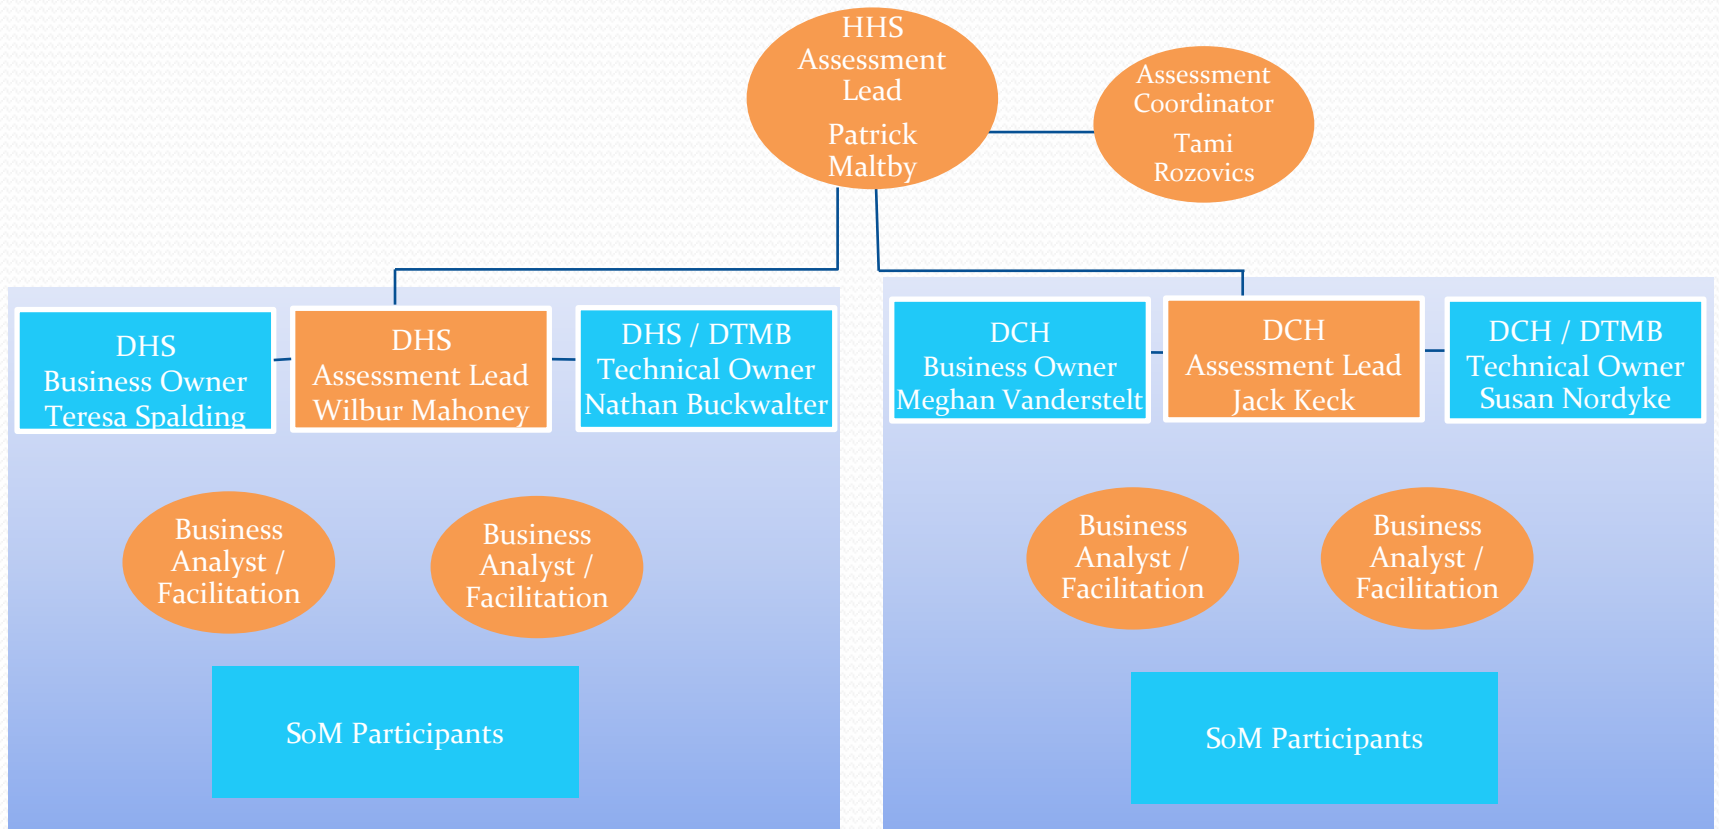 HHS
Assessment
Lead
Patrick
Maltby
Assessment
Coordinator
Tami
Rozovics
DHS
Business Owner
Teresa Spalding
DHS
Assessment Lead
Wilbur Mahoney
DHS / DTMB
Technical Owner
Nathan Buckwalter
DCH
Business Owner
Meghan Vanderstelt
DCH
Assessment Lead
Jack Keck
DCH / DTMB
Technical Owner
Susan Nordyke
Business
Analyst /
Facilitation
Business
Analyst /
Facilitation
Business
Analyst /
Facilitation
Business
Analyst /
Facilitation
SoM Participants
SoM Participants